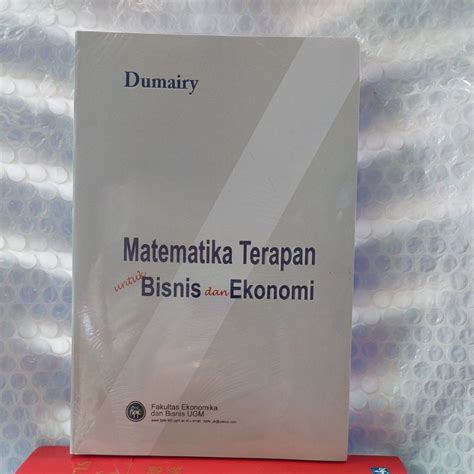 Dumairy
Matematika Terapan
untuk Bisnis dan Ekonomi
Fakultas Ekonomika
dan Bisnis UGM